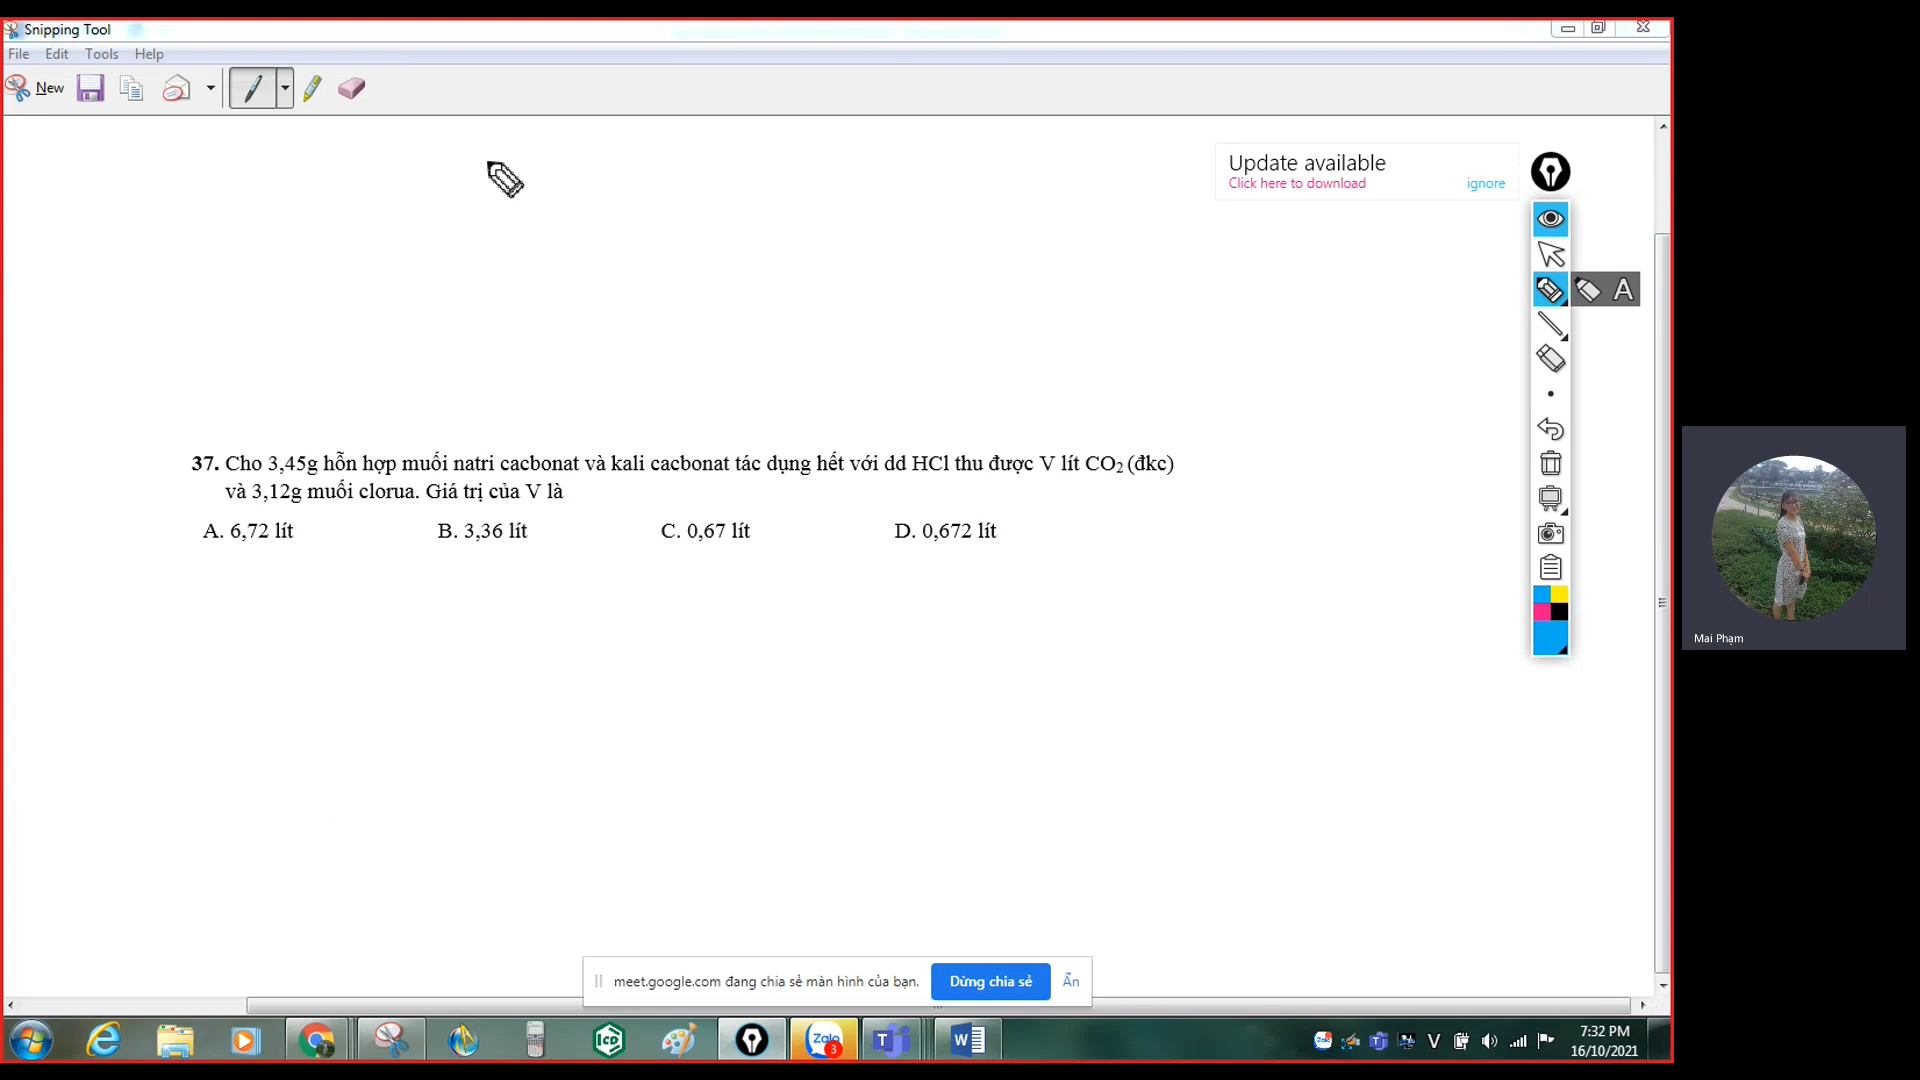 Snipping Tool
File Edit Tools Help
New
Update available
Click here to download ignore
A
37. Cho 3,45g hỗn hợp muối natri cacbonat và kali cacbonat tác dụng hết với dd HCl thu được V lít CO₂ (đkc)
và 3,12g muối clorua. Giá trị của V là
A. 6,72 lít B. 3,36 lít C. 0,67 lít D. 0,672 lít
Mai Phạm
meet.google.com đang chia sẻ màn hình của bạn. Dừng chia sẻ Ẩn
ICD
Zalo
3
T
W
V
7:32 PM
16/10/2021